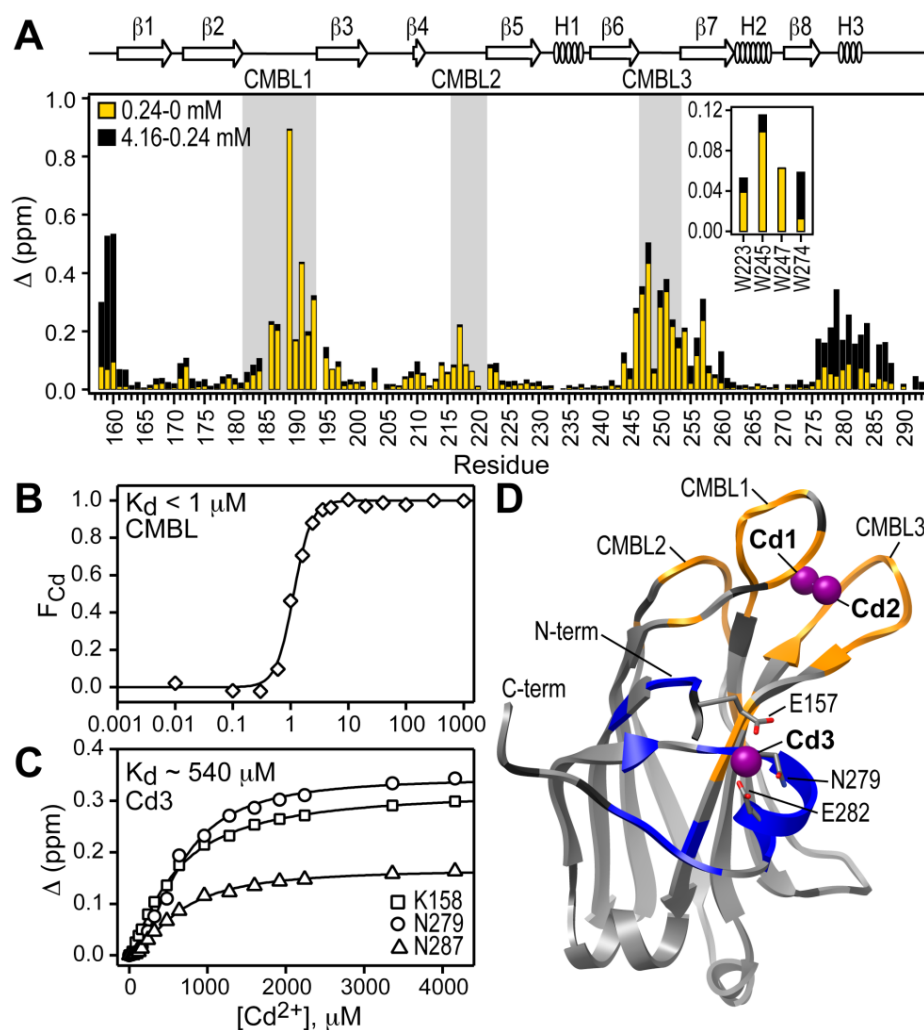 A
β1 β2 β3 β4 β5 H1 β6 β7 H2 β8 H3
CMBL1 CMBL2 CMBL3
1.0
0.8
0.6
0.4
0.2
0.0
Δ (ppm)
0.24-0 mM
4.16-0.24 mM
0.12
0.08
0.04
0.00
W223 W245 W247 W274
160 165 170 175 180 185 190 195 200 205 210 215 220 225 230 235 240 245 250 255 260 265 270 275 280 285 290
Residue
B
Kd < 1 μM
CMBL
1.0
0.8
0.6
0.4
0.2
0.0
FCd
0.001 0.01 0.1 1 10 100 1000
C
Kd ~ 540 μM
Cd3
0.4
0.3
0.2
0.1
0.0
Δ (ppm)
K158
N279
N287
0 1000 2000 3000 4000
[Cd2+], μM
D
CMBL1
CMBL2
CMBL3
Cd1
Cd2
N-term
C-term
E157
Cd3
N279
E282